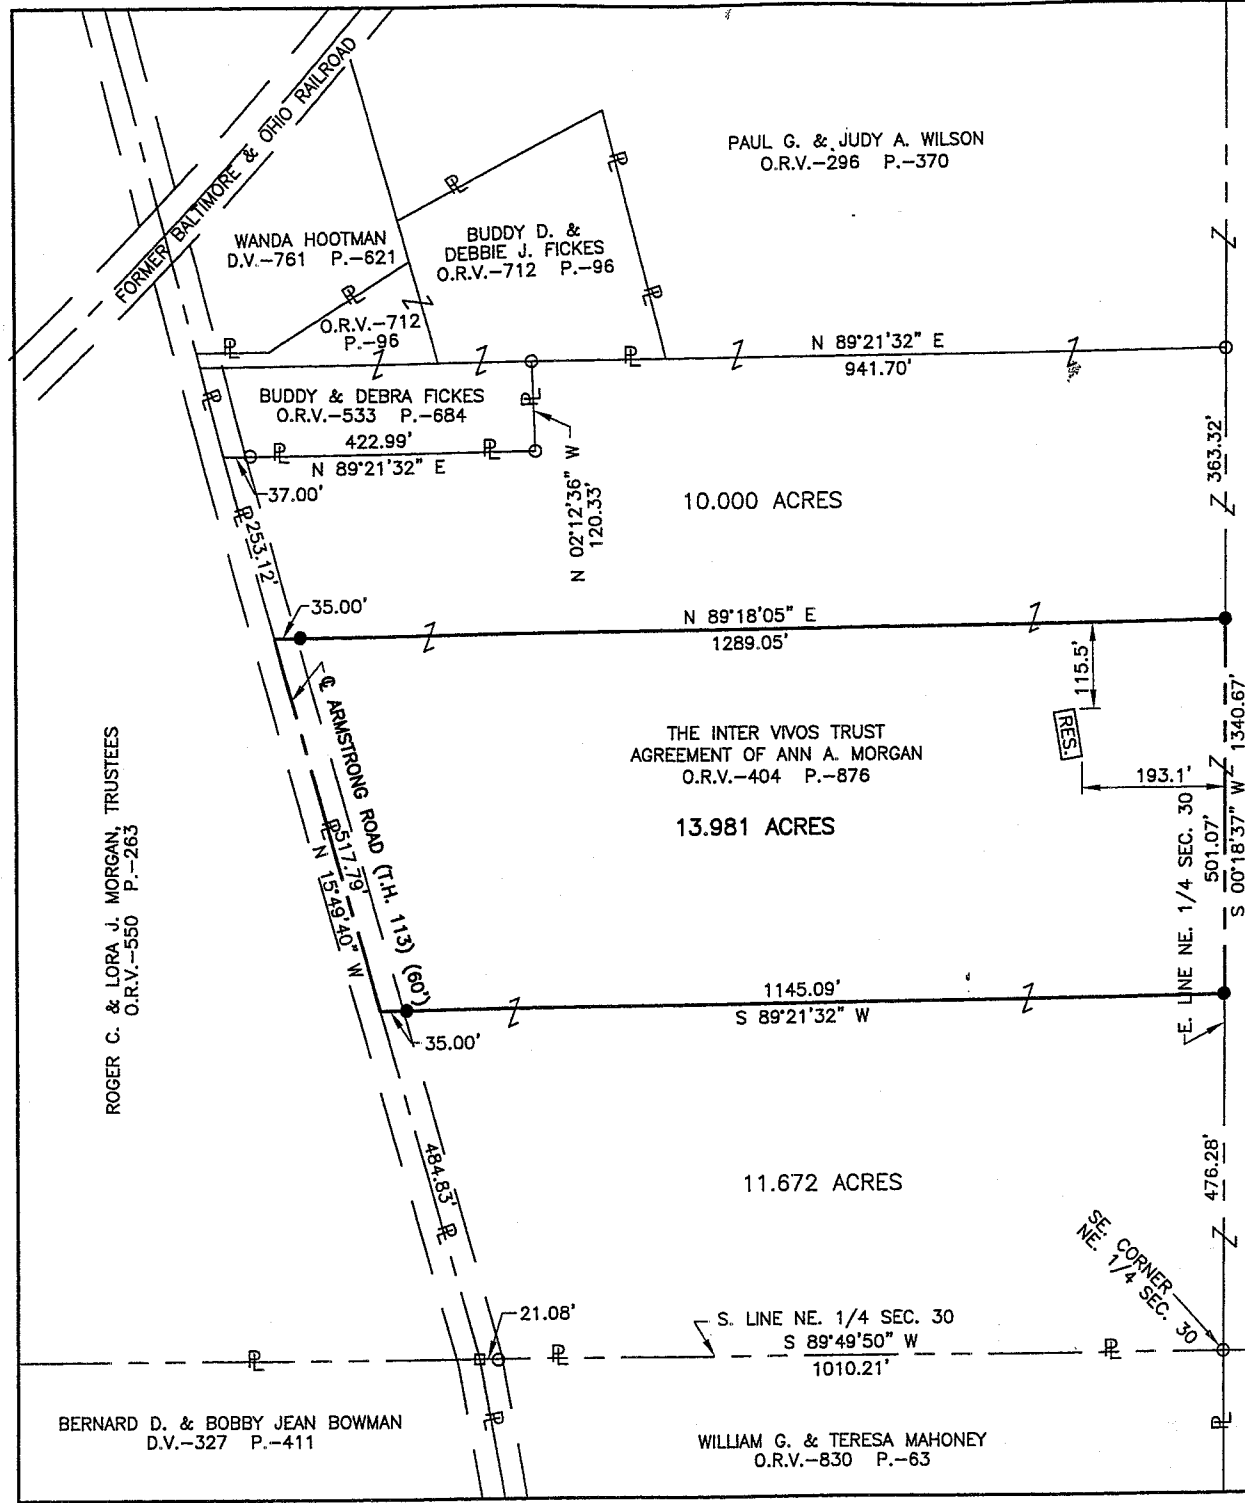 FORMER BALTIMORE & OHIO RAILROAD
PAUL G. & JUDY A. WILSON
O.R.V.-296 P.-370
WANDA HOOTMAN
D.V.-761 P.-621
BUDDY D. &
DEBBIE J. FICKES
O.R.V.-712 P.-96
O.R.V.-712
P.-96
N 89°21'32" E
941.70'
BUDDY & DEBRA FICKES
O.R.V.-533 P.-684
422.99'
N 89°21'32" E
37.00'
N 02°12'36" W
120.33'
363.32'
10.000 ACRES
253.12'
35.00'
N 89°18'05" E
1289.05'
115.5'
RES.
193.1'
℄ ARMSTRONG ROAD (T.H. 113) (60')
THE INTER VIVOS TRUST
AGREEMENT OF ANN A. MORGAN
O.R.V.-404 P.-876
13.981 ACRES
517.79'
N 15°49'40" W
E. LINE NE. 1/4 SEC. 30
501.07'
S 00°18'37" W 1340.67'
ROGER C. & LORA J. MORGAN, TRUSTEES
O.R.V.-550 P.-263
1145.09'
S 89°21'32" W
35.00'
484.83'
11.672 ACRES
476.28'
SE. CORNER
NE. 1/4 SEC. 30
21.08'
S. LINE NE. 1/4 SEC. 30
S 89°49'50" W
1010.21'
BERNARD D. & BOBBY JEAN BOWMAN
D.V.-327 P.-411
WILLIAM G. & TERESA MAHONEY
O.R.V.-830 P.-63